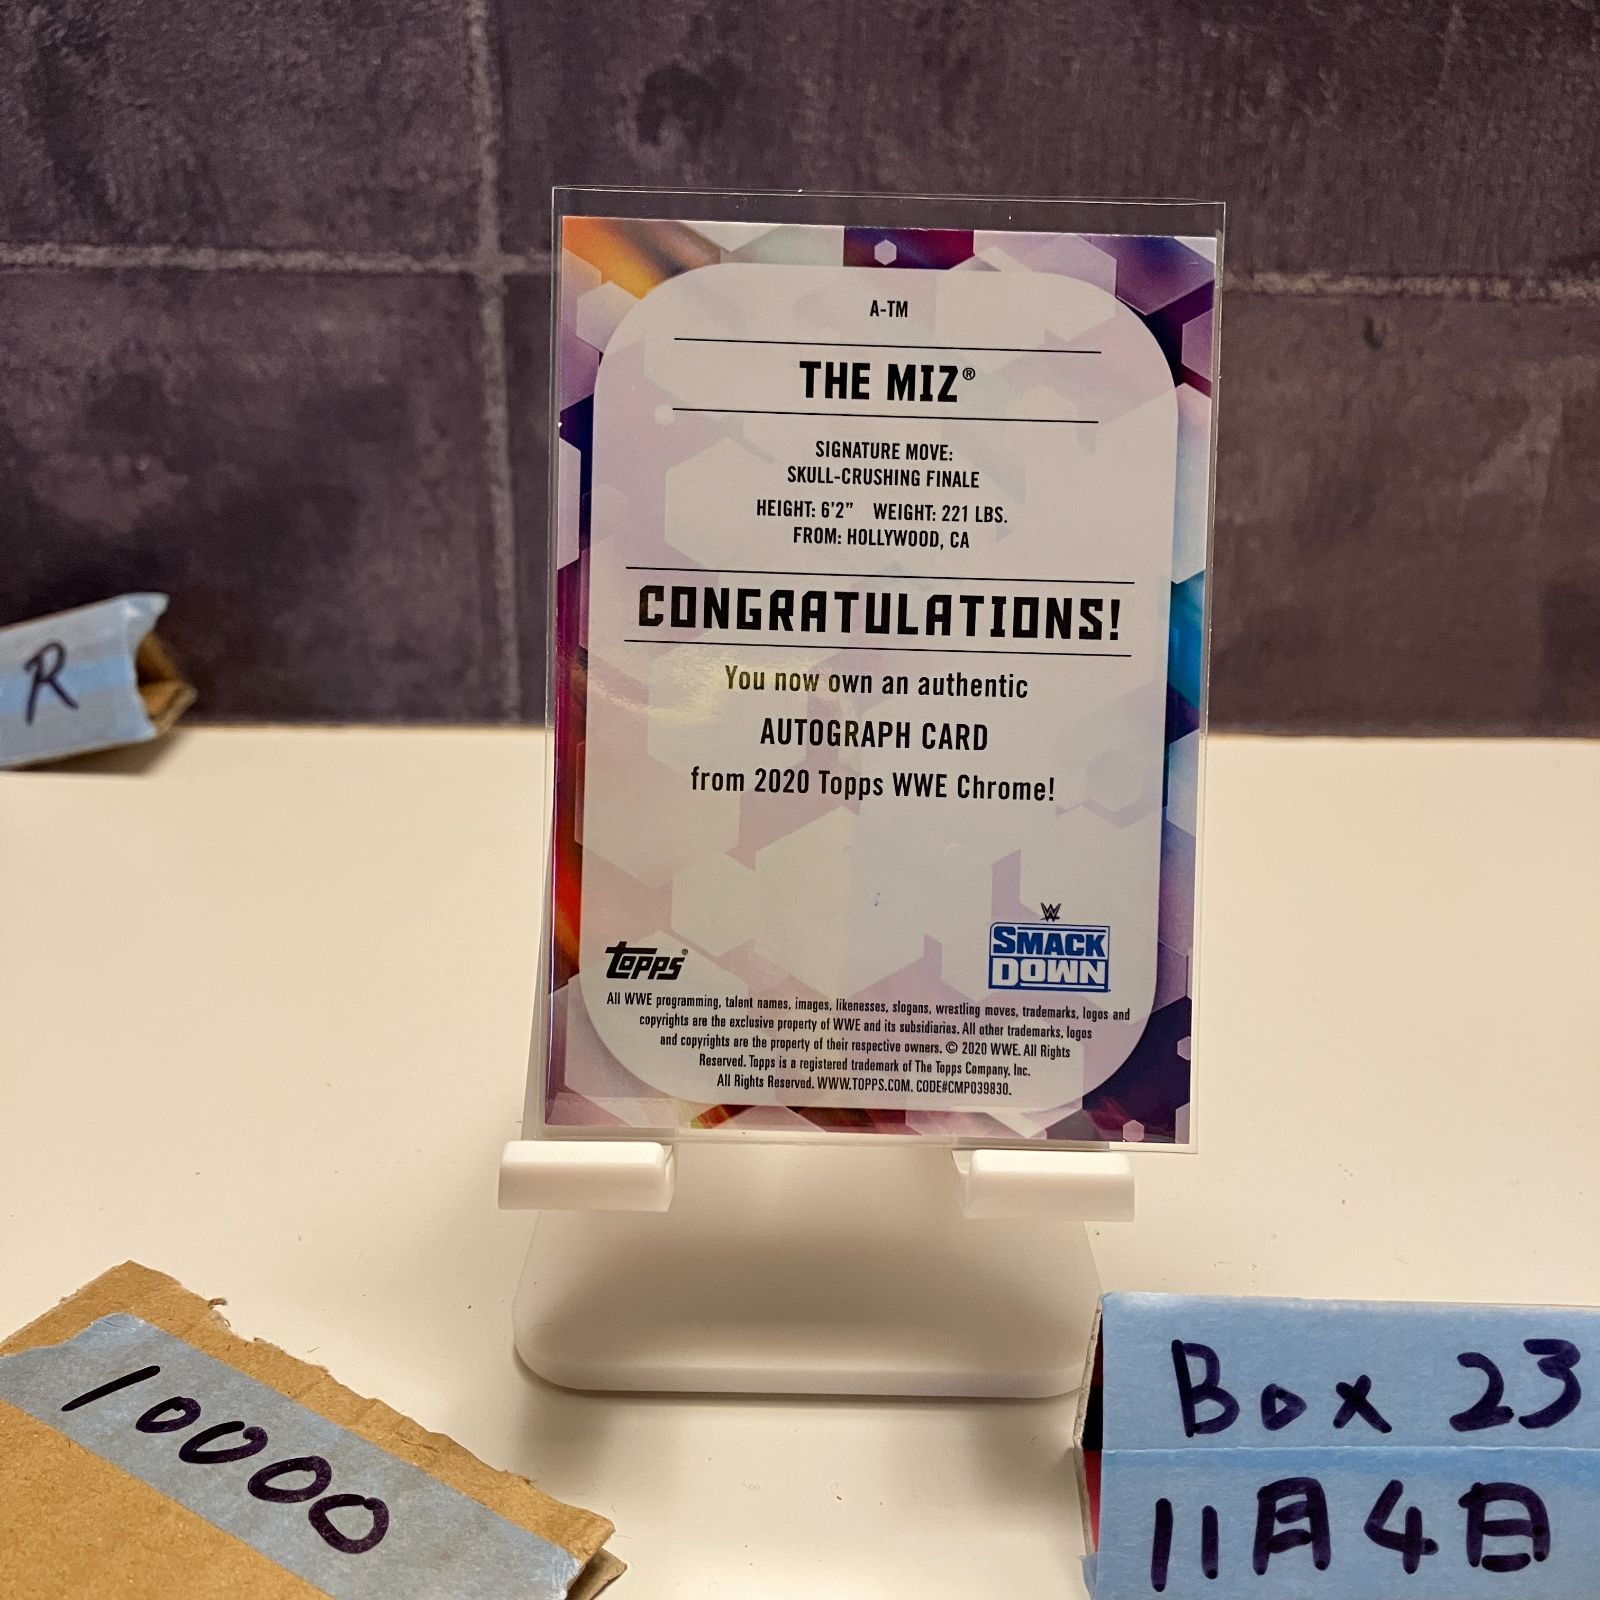 A-TM
THE MIZ®
SIGNATURE MOVE:
SKULL-CRUSHING FINALE
HEIGHT: 6'2" WEIGHT: 221 LBS.
FROM: HOLLYWOOD, CA
CONGRATULATIONS!
You now own an authentic
AUTOGRAPH CARD
from 2020 Topps WWE Chrome!
Topps®
W
SMACK
DOWN
All WWE programming, talent names, images, likenesses, slogans, wrestling moves, trademarks, logos and
copyrights are the exclusive property of WWE and its subsidiaries. All other trademarks, logos
and copyrights are the property of their respective owners. © 2020 WWE. All Rights
Reserved. Topps is a registered trademark of The Topps Company, Inc.
All Rights Reserved. WWW.TOPPS.COM. CODE#CMP039830.
R
10000
Box 23
11月4日